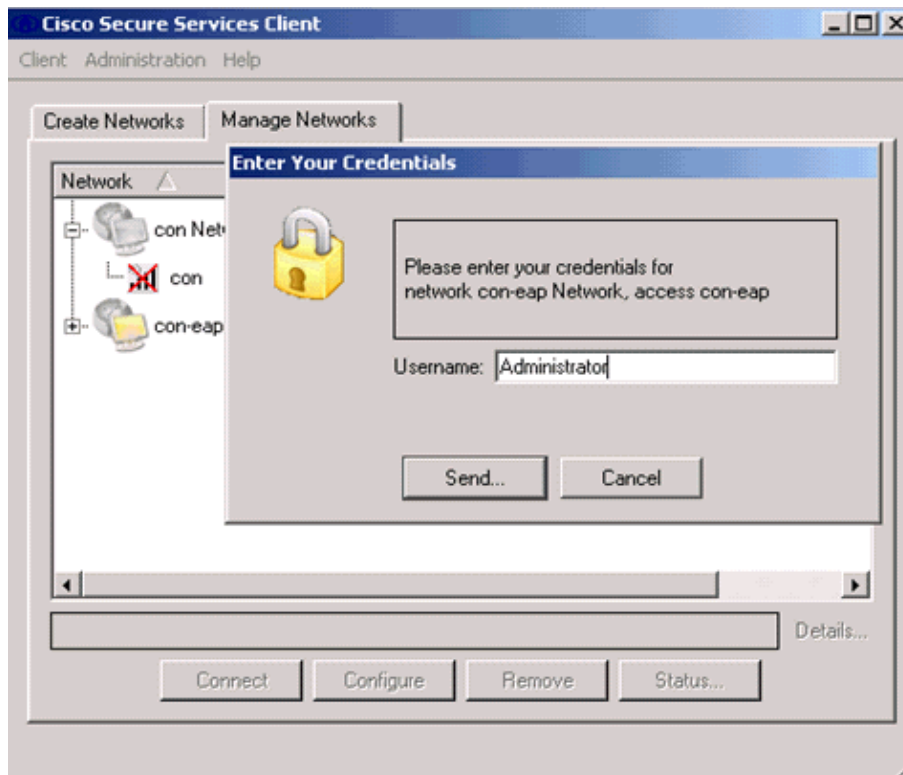 Cisco Secure Services Client
Client Administration Help
Create Networks Manage Networks
Enter Your Credentials
Network
con Net
con
con-eap
Please enter your credentials for
network con-eap Network, access con-eap
Username: Administrator
Send... Cancel
Details...
Connect Configure Remove Status...